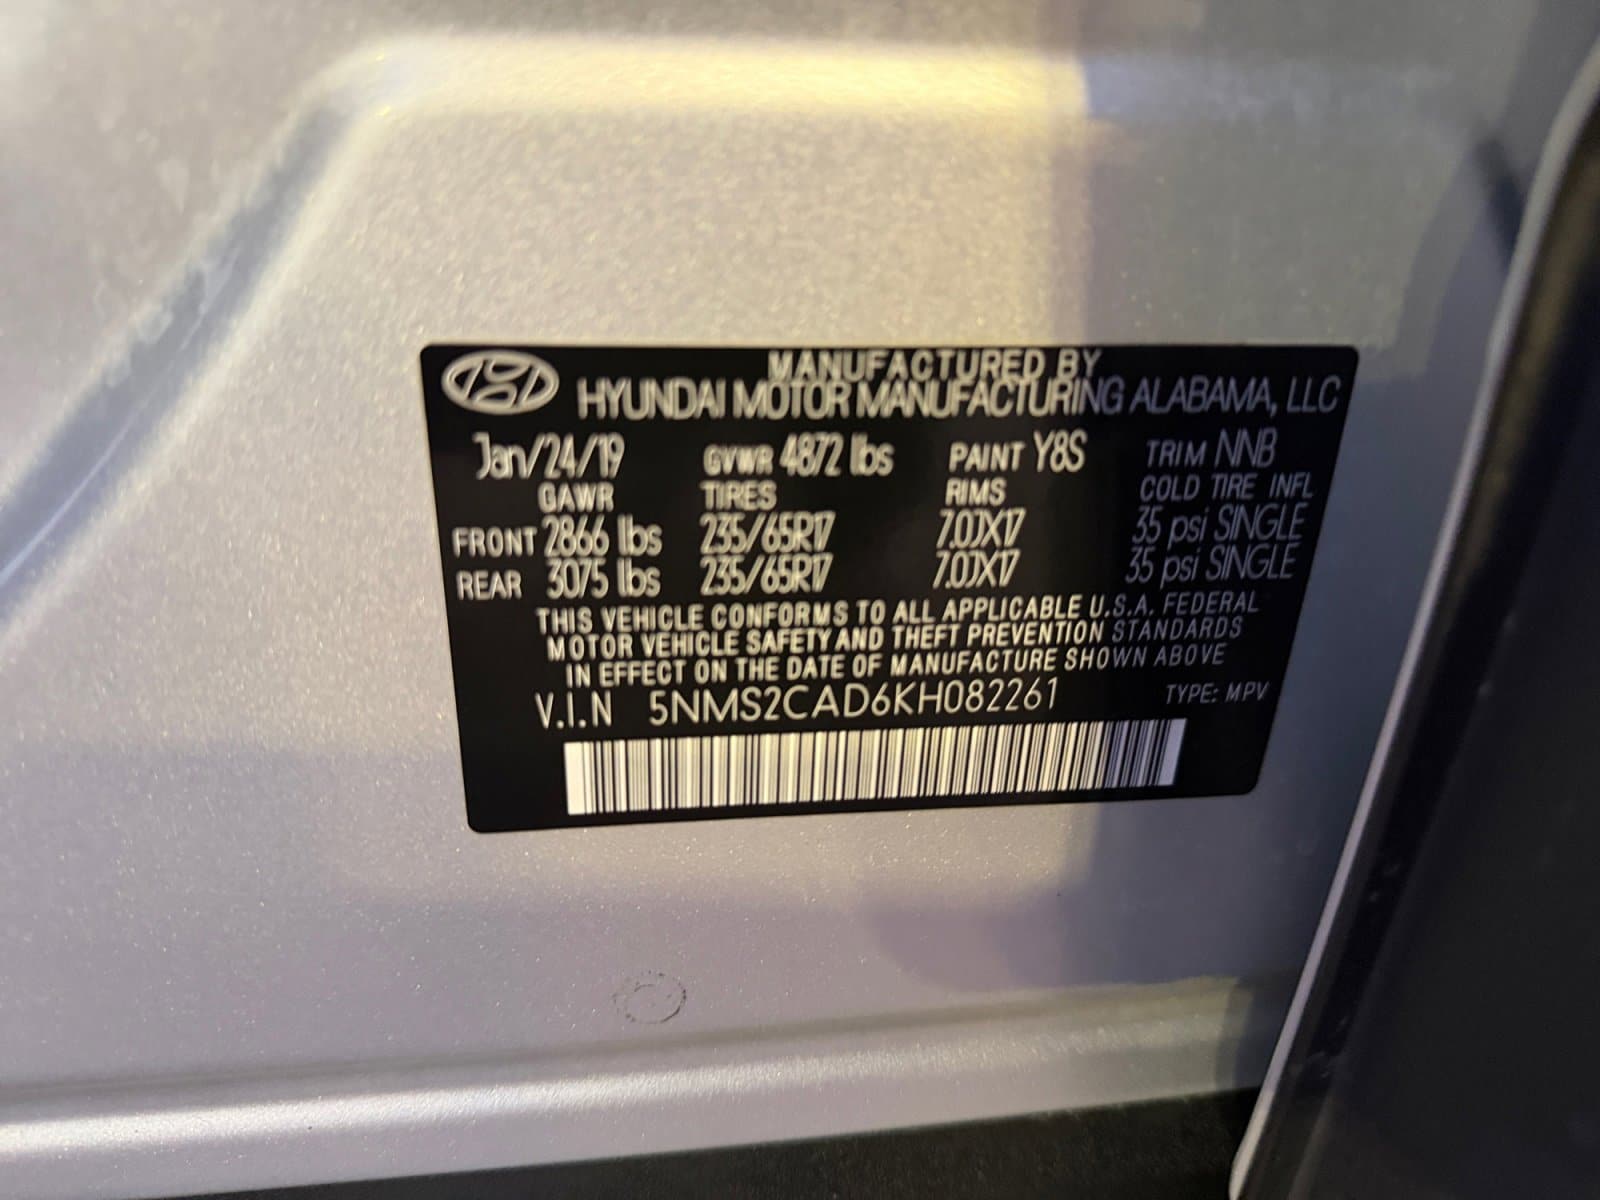 MANUFACTURED BY
HYUNDAI MOTOR MANUFACTURING ALABAMA, LLC
Jan/24/19 GVWR 4872 lbs PAINT Y8S TRIM NNB
GAWR TIRES RIMS COLD TIRE INFL
FRONT 2866 lbs 235/65R17 7.0JX17 35 psi SINGLE
REAR 3075 lbs 235/65R17 7.0JX17 35 psi SINGLE
THIS VEHICLE CONFORMS TO ALL APPLICABLE U.S.A. FEDERAL
MOTOR VEHICLE SAFETY AND THEFT PREVENTION STANDARDS
IN EFFECT ON THE DATE OF MANUFACTURE SHOWN ABOVE
V.I.N 5NMS2CAD6KH082261 TYPE: MPV